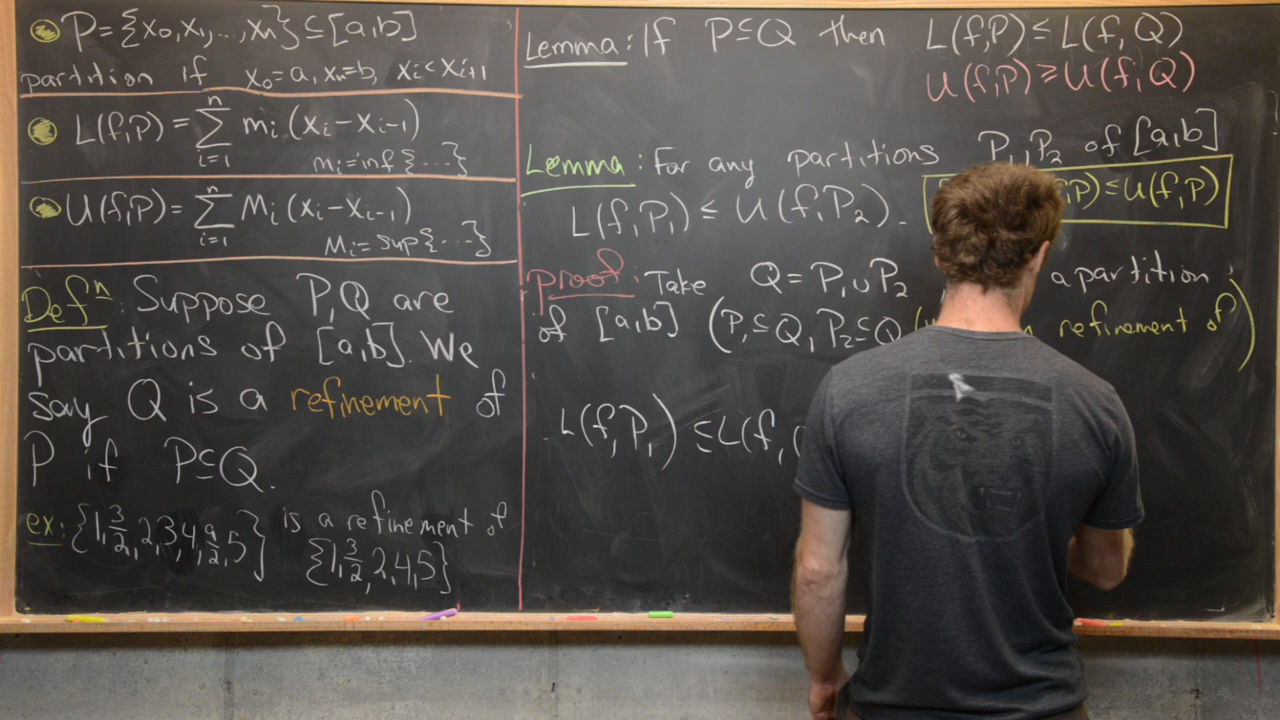 P = {x₀, x₁, ..., xₙ} ⊆ [a,b]
partition if x₀ = a, xₙ = b, xᵢ < xᵢ₊₁
L(f,P) = ∑ᵢ₌₁ⁿ mᵢ (xᵢ - xᵢ₋₁)
mᵢ = inf {...}
U(f,P) = ∑ᵢ₌₁ⁿ Mᵢ (xᵢ - xᵢ₋₁)
Mᵢ = sup {...}
Defⁿ: Suppose P, Q are
partitions of [a,b]. We
say Q is a refinement of
P if P ⊆ Q.
ex: {1, 3/2, 2, 3, 4, 9/2, 5} is a refinement of
{1, 3/2, 2, 4, 5}
Lemma: If P ⊆ Q then L(f,P) ≤ L(f,Q)
U(f,P) ≥ U(f,Q)
Lemma: For any partitions P₁, P₂ of [a,b]
L(f,P₁) ≤ U(f,P₂). ,P) ≤ U(f,P)
proof: Take Q = P₁ ∪ P₂ a partition
of [a,b] (P₁ ⊆ Q, P₂ ⊆ Q ( refinement of )
L(f,P₁) ≤ L(f,